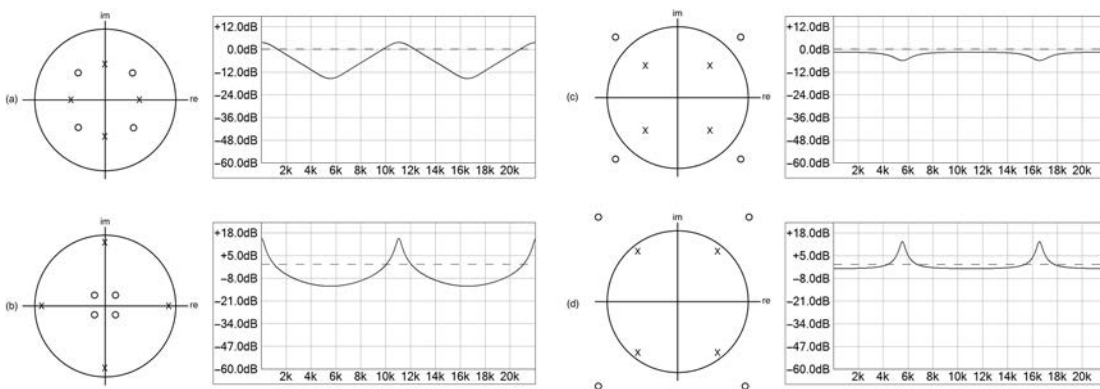 im
(a)
re
+12.0dB
0.0dB
−12.0dB
−24.0dB
−36.0dB
−48.0dB
−60.0dB
2k 4k 6k 8k 10k 12k 14k 16k 18k 20k
im
(c)
re
+12.0dB
0.0dB
−12.0dB
−24.0dB
−36.0dB
−48.0dB
−60.0dB
2k 4k 6k 8k 10k 12k 14k 16k 18k 20k
im
(b)
re
+18.0dB
+5.0dB
−8.0dB
−21.0dB
−34.0dB
−47.0dB
−60.0dB
2k 4k 6k 8k 10k 12k 14k 16k 18k 20k
im
(d)
re
+18.0dB
+5.0dB
−8.0dB
−21.0dB
−34.0dB
−47.0dB
−60.0dB
2k 4k 6k 8k 10k 12k 14k 16k 18k 20k